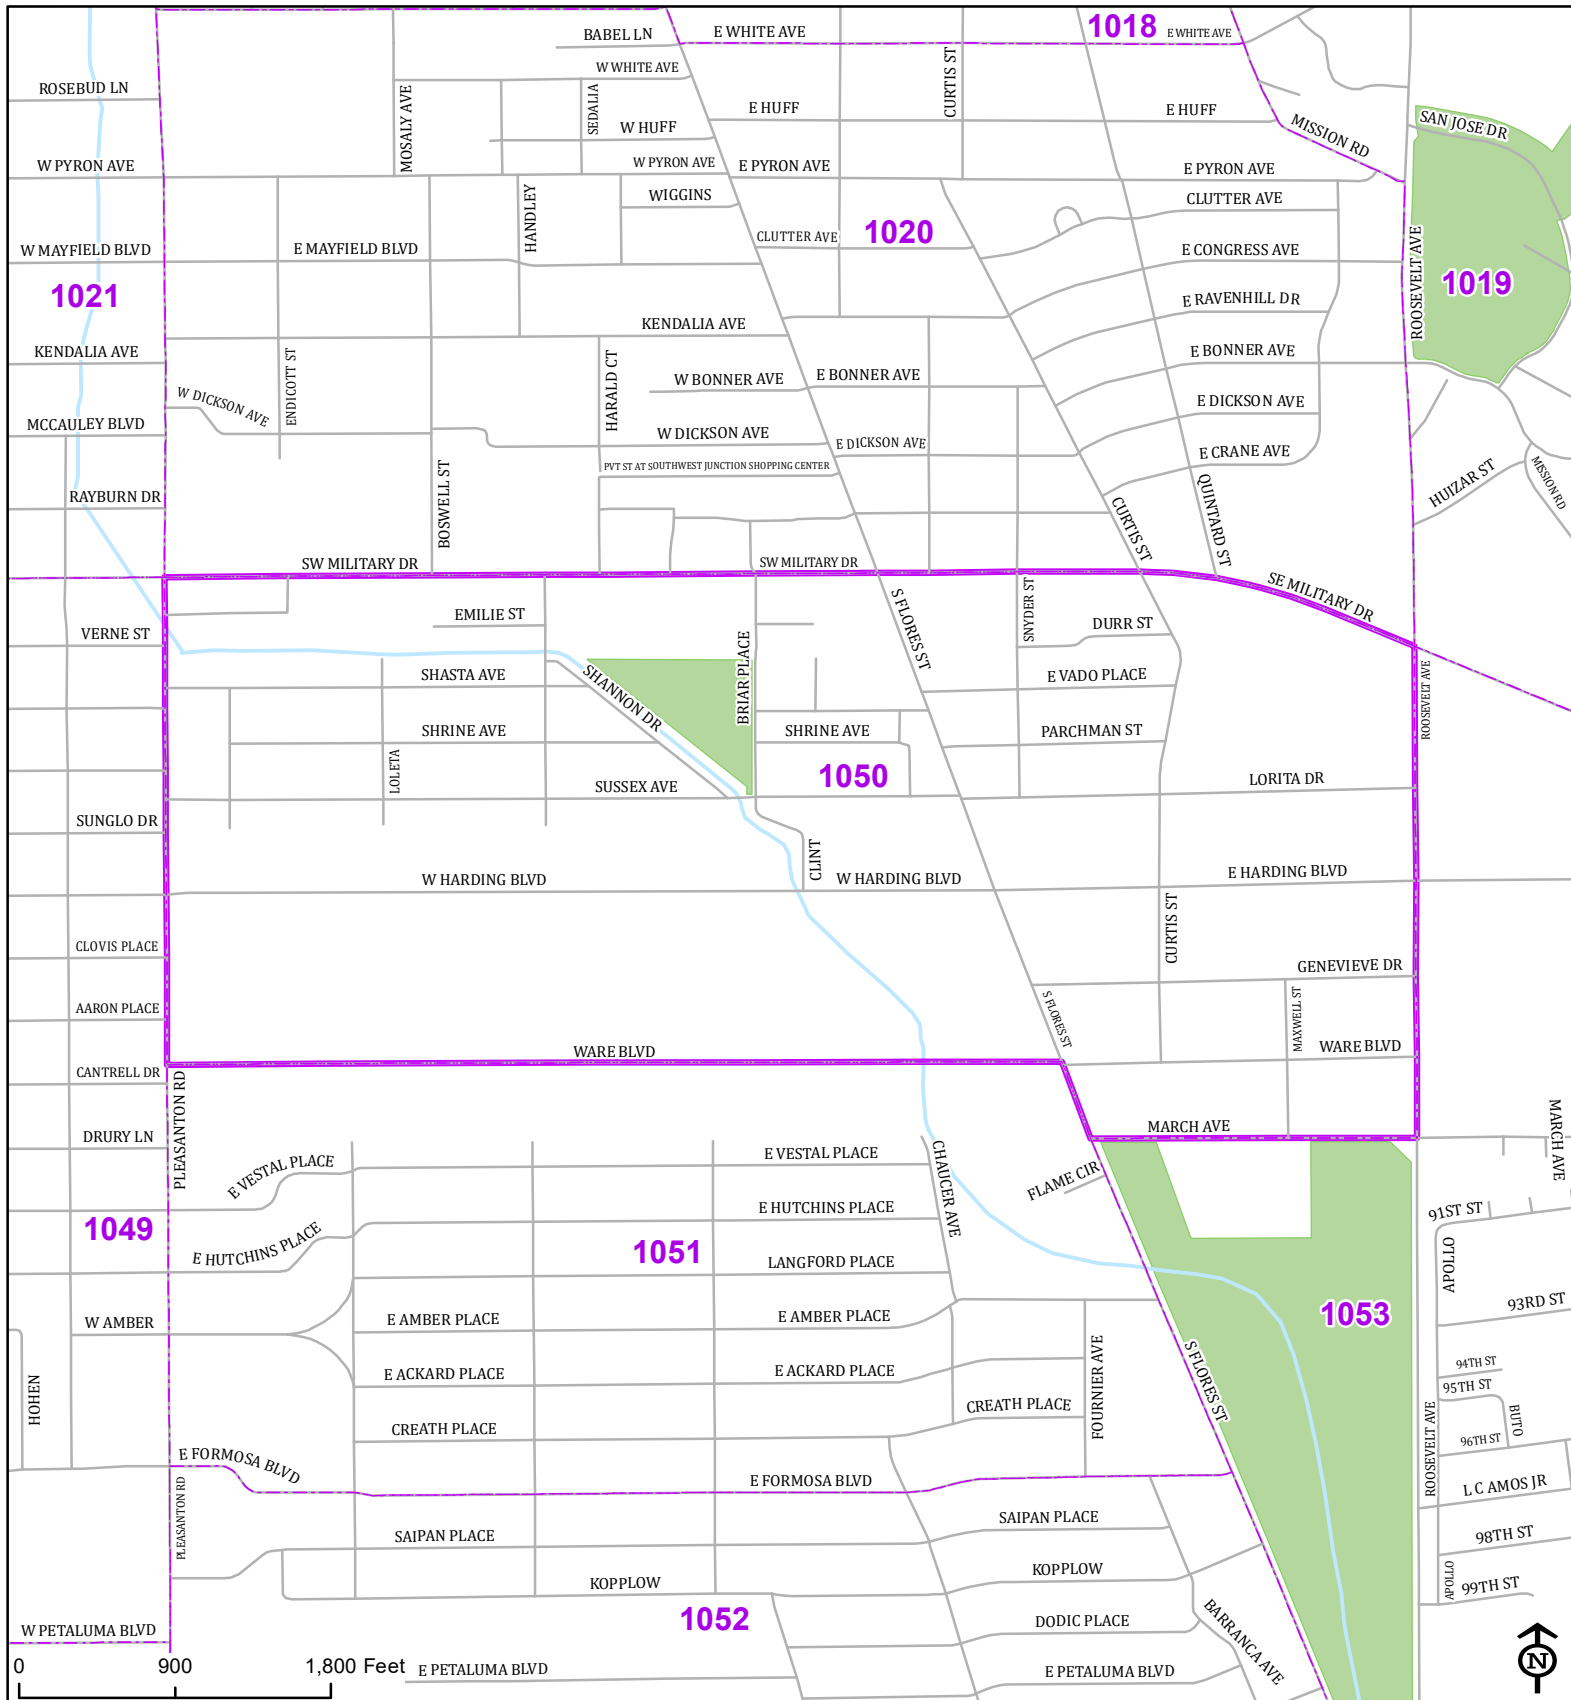 BABEL LN
E WHITE AVE
1018
E WHITE AVE
W WHITE AVE
CURTIS ST
ROSEBUD LN
MOSALY AVE
SEDALIA
E HUFF
E HUFF
W HUFF
MISSION RD
SAN JOSE DR
W PYRON AVE
W PYRON AVE
E PYRON AVE
E PYRON AVE
WIGGINS
CLUTTER AVE
HANDLEY
1020
CLUTTER AVE
W MAYFIELD BLVD
E MAYFIELD BLVD
E CONGRESS AVE
ROOSEVELT AVE
1019
1021
E RAVENHILL DR
KENDALIA AVE
KENDALIA AVE
ENDICOTT ST
HARALD CT
E BONNER AVE
W BONNER AVE
E BONNER AVE
W DICKSON AVE
E DICKSON AVE
MCCAULEY BLVD
W DICKSON AVE
E DICKSON AVE
E CRANE AVE
PVT ST AT SOUTHWEST JUNCTION SHOPPING CENTER
HUIZAR ST
MISSION RD
RAYBURN DR
BOSWELL ST
CURTIS ST
QUINTARD ST
SW MILITARY DR
SW MILITARY DR
SE MILITARY DR
EMILIE ST
S FLORES ST
SNYDER ST
DURR ST
VERNE ST
SHASTA AVE
SHANNON DR
BRIAR PLACE
E VADO PLACE
ROOSEVELT AVE
SHRINE AVE
SHRINE AVE
PARCHMAN ST
LOLETA
1050
SUSSEX AVE
LORITA DR
SUNGLO DR
CLINT
W HARDING BLVD
W HARDING BLVD
E HARDING BLVD
CURTIS ST
CLOVIS PLACE
GENEVIEVE DR
AARON PLACE
S FLORES ST
MAXWELL ST
WARE BLVD
WARE BLVD
CANTRELL DR
PLEASANTON RD
MARCH AVE
MARCH AVE
DRURY LN
E VESTAL PLACE
E VESTAL PLACE
CHAUCER AVE
FLAME CIR
E HUTCHINS PLACE
91ST ST
1049
E HUTCHINS PLACE
1051
LANGFORD PLACE
APOLLO
93RD ST
W AMBER
E AMBER PLACE
E AMBER PLACE
1053
E ACKARD PLACE
E ACKARD PLACE
FOURNIER AVE
S FLORES ST
94TH ST
95TH ST
HOHEN
CREATH PLACE
CREATH PLACE
BUTO
96TH ST
ROOSEVELT AVE
E FORMOSA BLVD
E FORMOSA BLVD
L C AMOS JR
PLEASANTON RD
SAIPAN PLACE
SAIPAN PLACE
98TH ST
KOPPLOW
KOPPLOW
APOLLO
99TH ST
1052
DODIC PLACE
BARRANCA AVE
W PETALUMA BLVD
E PETALUMA BLVD
E PETALUMA BLVD
0 900 1,800 Feet
N